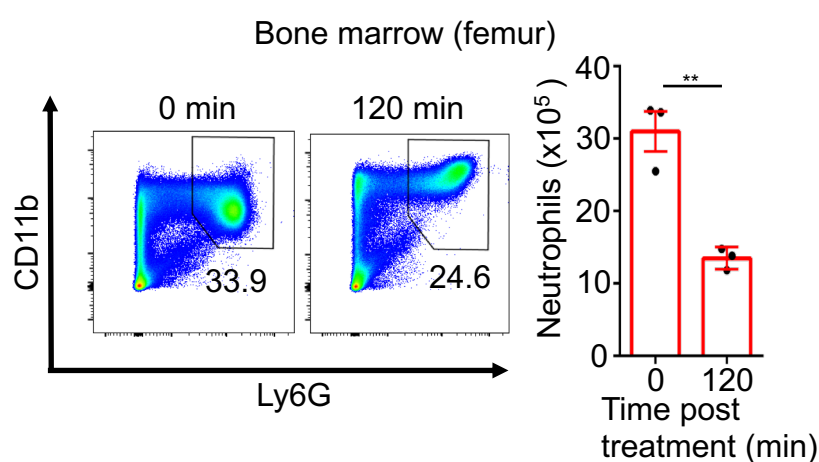 Bone marrow (femur)
0 min
120 min
CD11b
33.9
24.6
Ly6G
Neutrophils (x10⁵)
40
30
20
10
0
**
0
120
Time post
treatment (min)